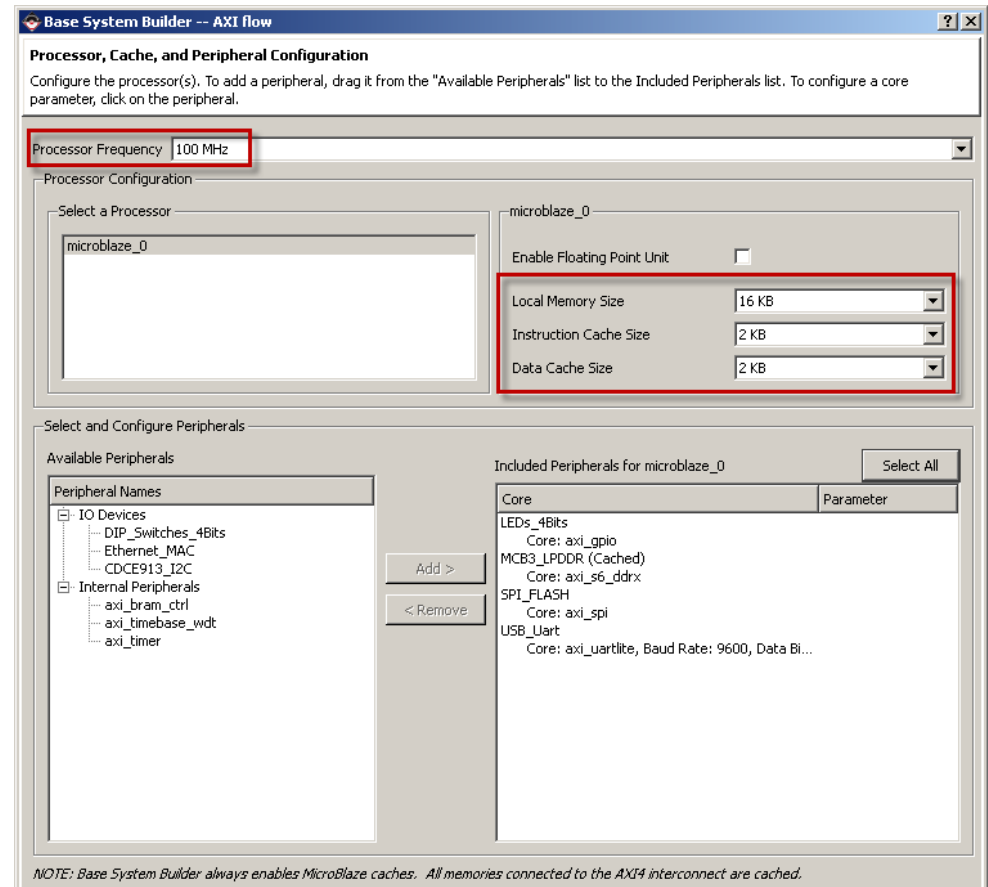 Base System Builder -- AXI flow
Processor, Cache, and Peripheral Configuration
Configure the processor(s). To add a peripheral, drag it from the "Available Peripherals" list to the Included Peripherals list. To configure a core
parameter, click on the peripheral.
Processor Frequency 100 MHz
Processor Configuration
Select a Processor
microblaze_0
microblaze_0
Enable Floating Point Unit
Local Memory Size 16 KB
Instruction Cache Size 2 KB
Data Cache Size 2 KB
Select and Configure Peripherals
Available Peripherals
Peripheral Names
IO Devices
DIP_Switches_4Bits
Ethernet_MAC
CDCE913_I2C
Internal Peripherals
axi_bram_ctrl
axi_timebase_wdt
axi_timer
Add >
< Remove
Included Peripherals for microblaze_0
Select All
Core Parameter
LEDs_4Bits
Core: axi_gpio
MCB3_LPDDR (Cached)
Core: axi_s6_ddrx
SPI_FLASH
Core: axi_spi
USB_Uart
Core: axi_uartlite, Baud Rate: 9600, Data Bi...
NOTE: Base System Builder always enables MicroBlaze caches. All memories connected to the AXI4 interconnect are cached.